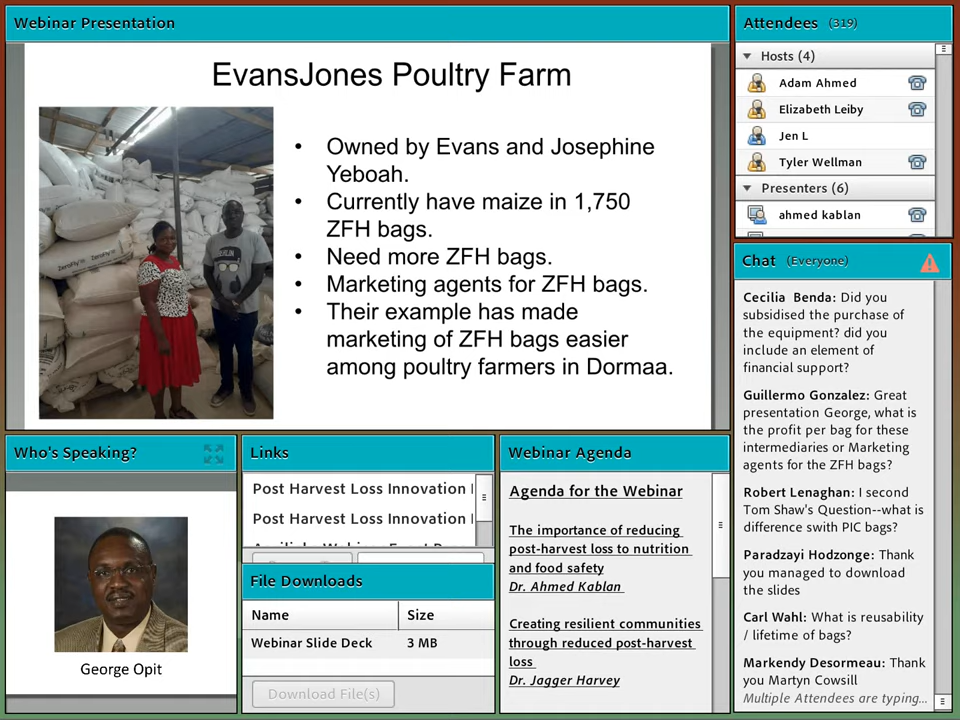 Webinar Presentation
EvansJones Poultry Farm
• Owned by Evans and Josephine
Yeboah.
• Currently have maize in 1,750
ZFH bags.
• Need more ZFH bags.
• Marketing agents for ZFH bags.
• Their example has made
marketing of ZFH bags easier
among poultry farmers in Dormaa.
Who's Speaking?
George Opit
Links
Post Harvest Loss Innovation
Post Harvest Loss Innovation
File Downloads
Name Size
Webinar Slide Deck 3 MB
Download File(s)
Webinar Agenda
Agenda for the Webinar
The importance of reducing
post-harvest loss to nutrition
and food safety
Dr. Ahmed Kablan
Creating resilient communities
through reduced post-harvest
loss
Dr. Jagger Harvey
Attendees (319)
Hosts (4)
Adam Ahmed
Elizabeth Leiby
Jen L
Tyler Wellman
Presenters (6)
ahmed kablan
Chat (Everyone)
Cecilia Benda: Did you
subsidised the purchase of
the equipment? did you
include an element of
financial support?
Guillermo Gonzalez: Great
presentation George, what is
the profit per bag for these
intermediaries or Marketing
agents for the ZFH bags?
Robert Lenaghan: I second
Tom Shaw's Question--what is
difference swith PIC bags?
Paradzayi Hodzonge: Thank
you managed to download
the slides
Carl Wahl: What is reusability
/ lifetime of bags?
Markendy Desormeau: Thank
you Martyn Cowsill
Multiple Attendees are typing...